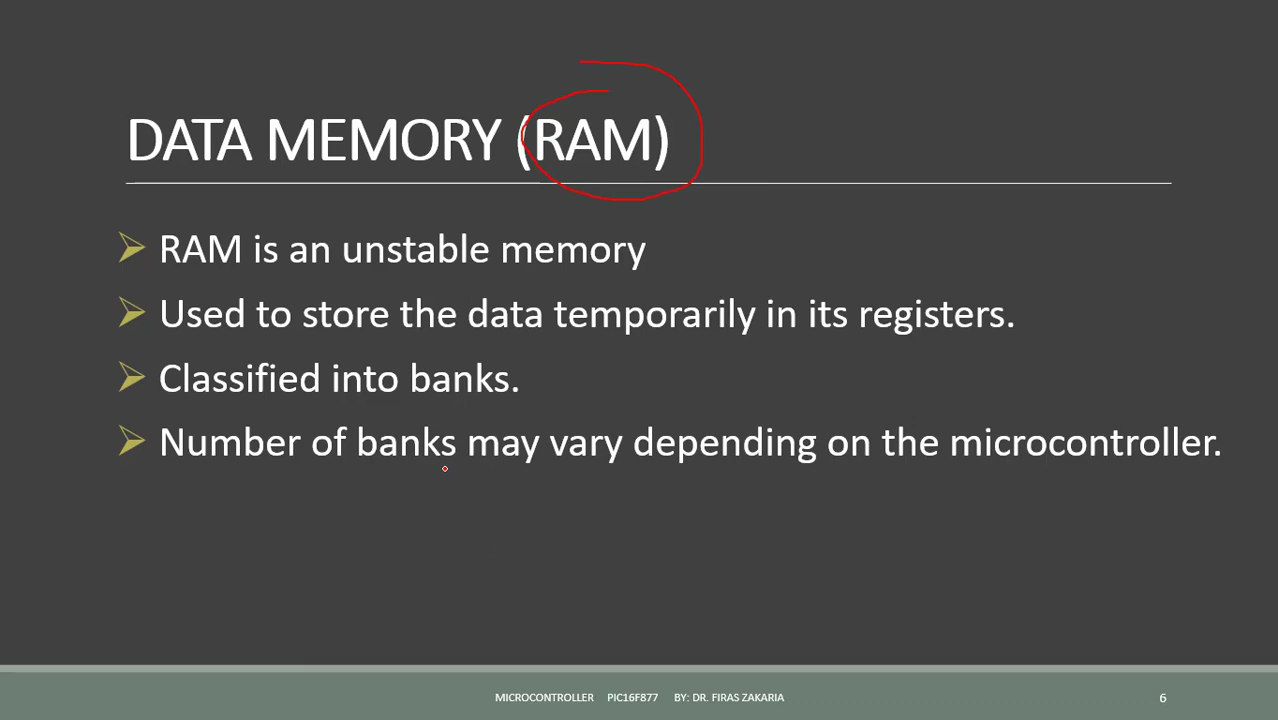 DATA MEMORY (RAM)
RAM is an unstable memory
Used to store the data temporarily in its registers.
Classified into banks.
Number of banks may vary depending on the microcontroller.
MICROCONTROLLER PIC16F877 BY: DR. FIRAS ZAKARIA
6